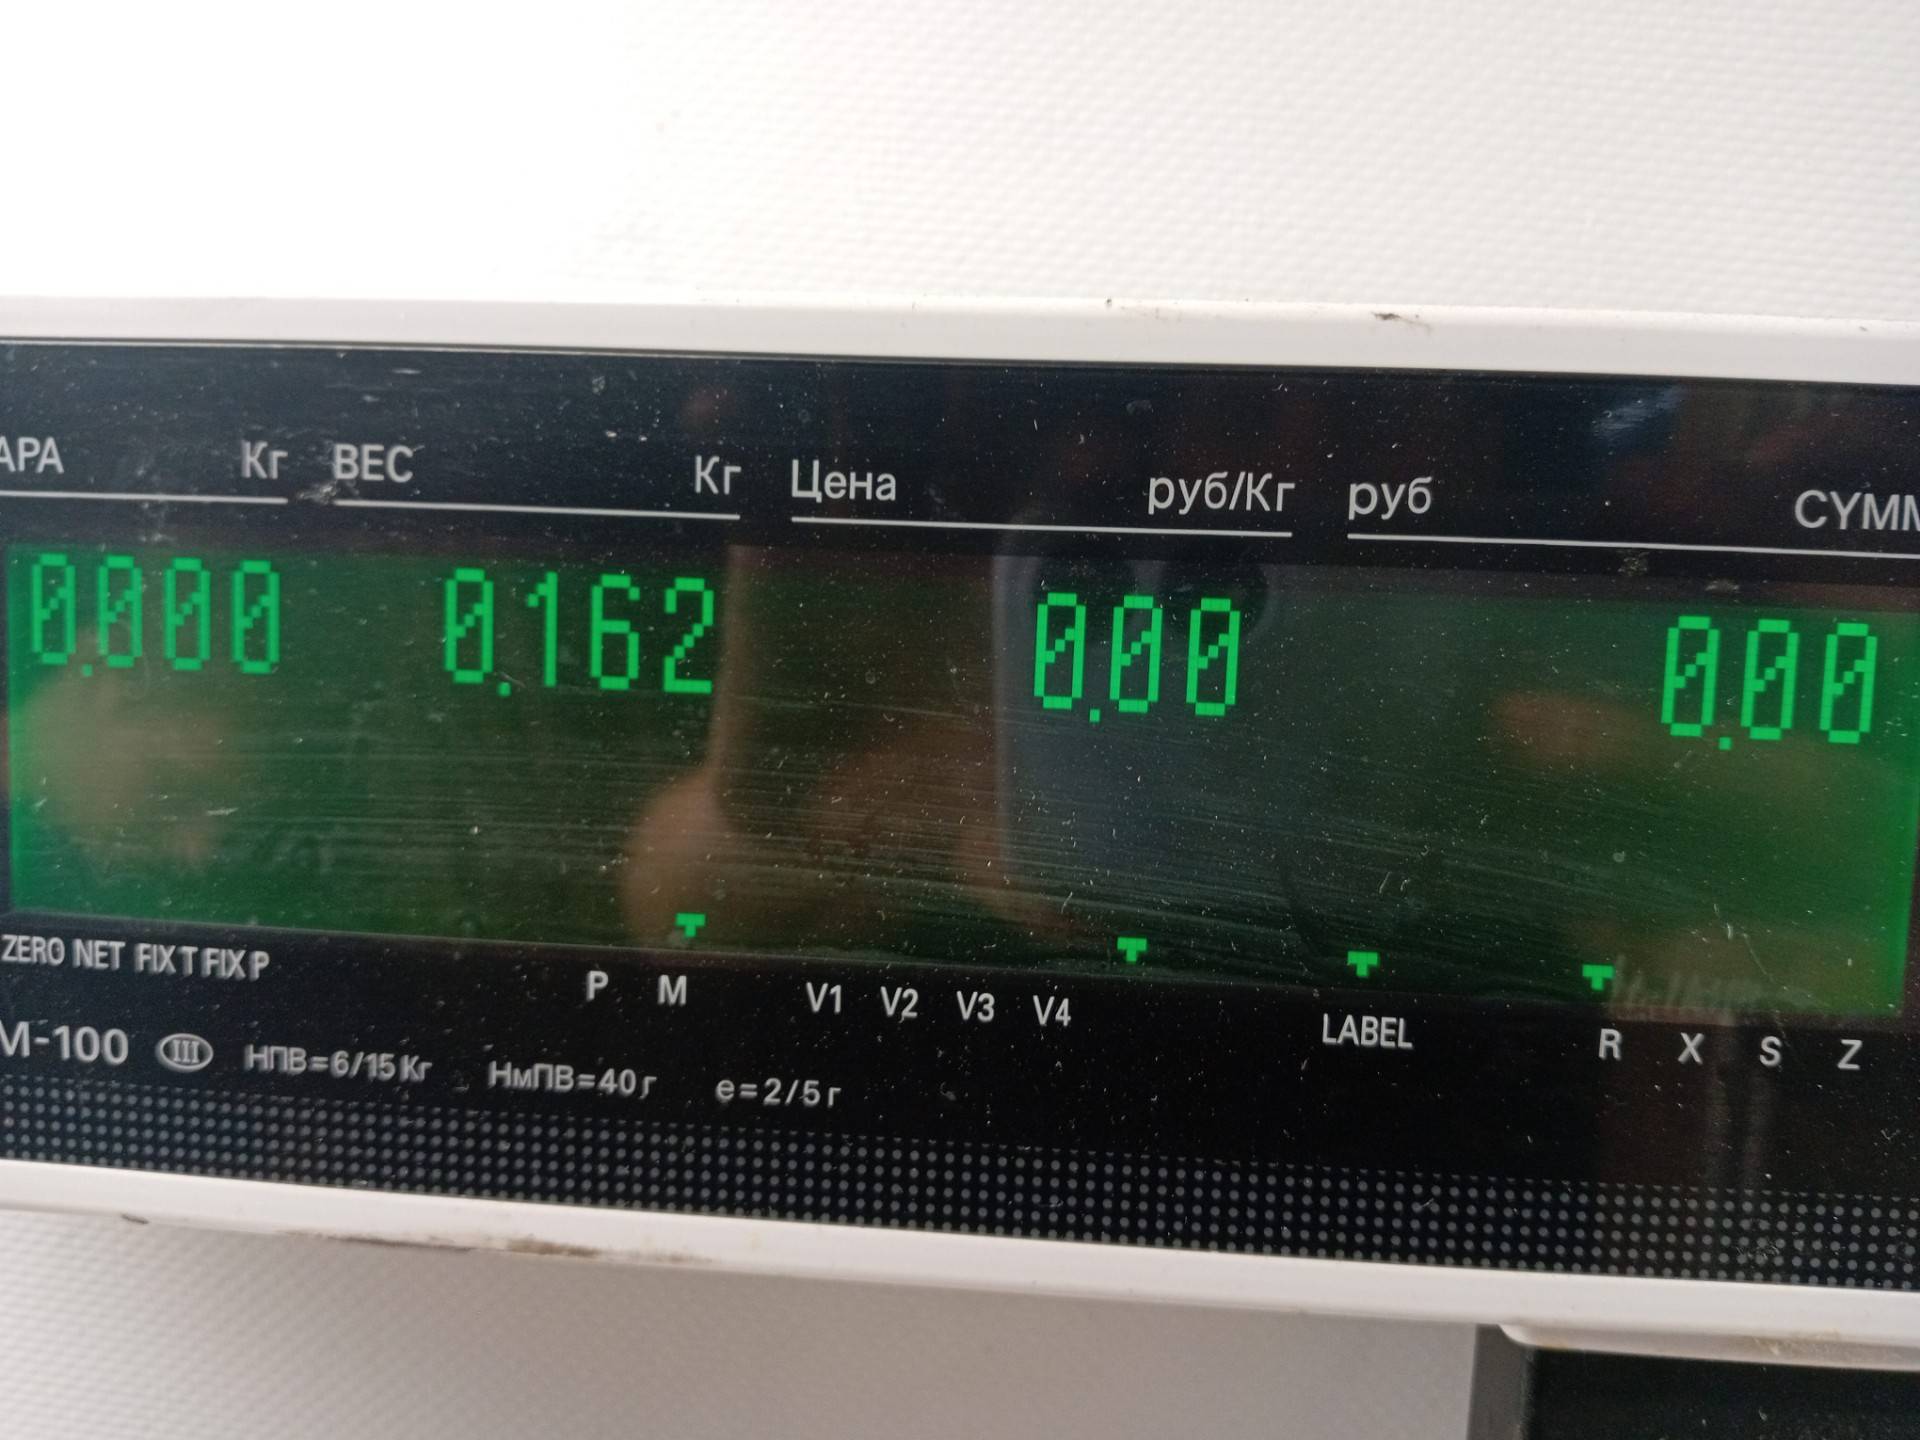 АРА Кг ВЕС Кг Цена руб/Кг руб СУММ
0.000 0.162 0.00 0.00
ZERO NET FIX T FIX P P M V1 V2 V3 V4 LABEL R X S Z
М-100 III НПВ=6/15 Кг НмПВ=40 г е=2/5 г